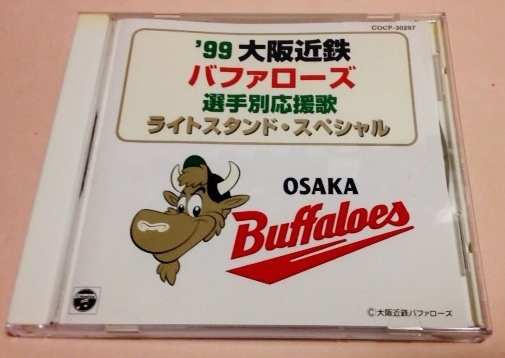 COCP-30297
'99 大阪近鉄
バファローズ
選手別応援歌
ライトスタンド・スペシャル
OSAKA
Buffaloes
©大阪近鉄バファローズ